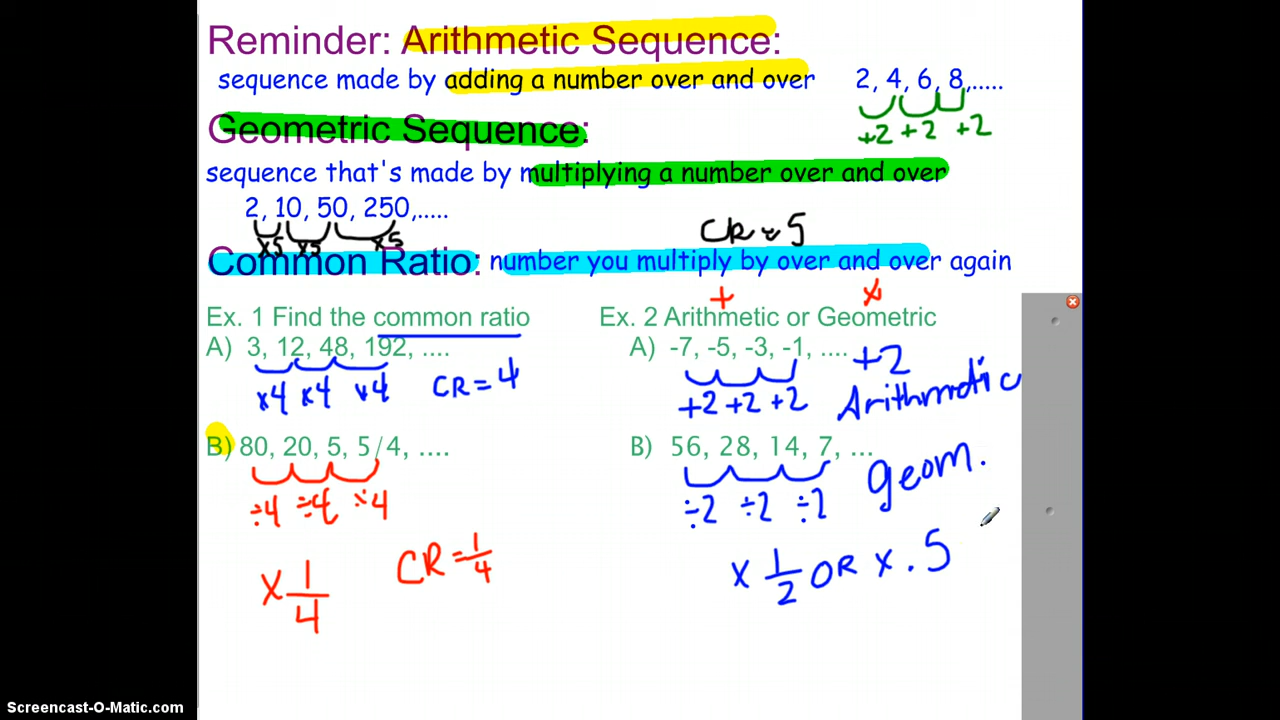 Reminder: Arithmetic Sequence:
sequence made by adding a number over and over 2, 4, 6, 8,.....
+2 +2 +2
Geometric Sequence:
sequence that's made by multiplying a number over and over
2, 10, 50, 250,.....
x5 x5 x5
CR = 5
Common Ratio: number you multiply by over and over again
+ x
Ex. 1 Find the common ratio
A) 3, 12, 48, 192, ....
x4 x4 x4 CR = 4
B) 80, 20, 5, 5/4, ....
÷4 ÷4 ÷4
x 1/4 CR = 1/4
Ex. 2 Arithmetic or Geometric
A) -7, -5, -3, -1, .... +2
+2 +2 +2 Arithmetic
B) 56, 28, 14, 7, ... geom.
÷2 ÷2 ÷2
x 1/2 OR x .5
Screencast-O-Matic.com